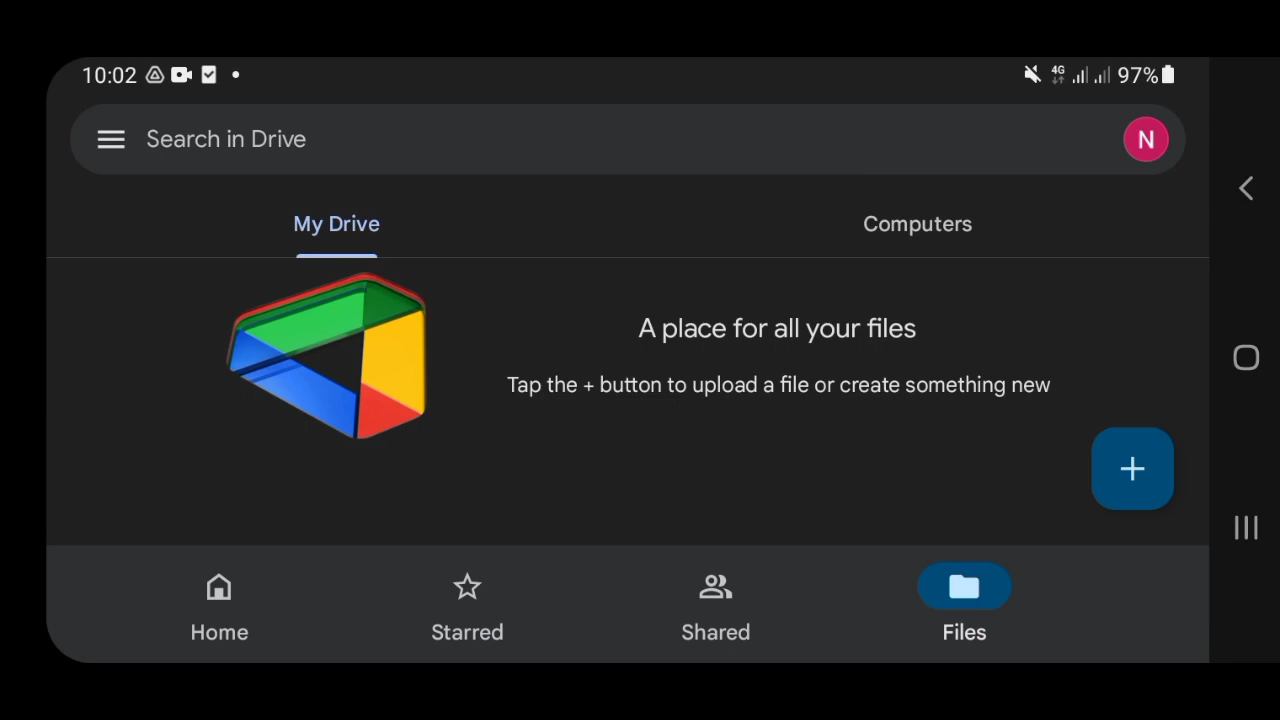 10:02
4G 97%
Search in Drive
N
My Drive Computers
A place for all your files
Tap the + button to upload a file or create something new
+
Home Starred Shared Files